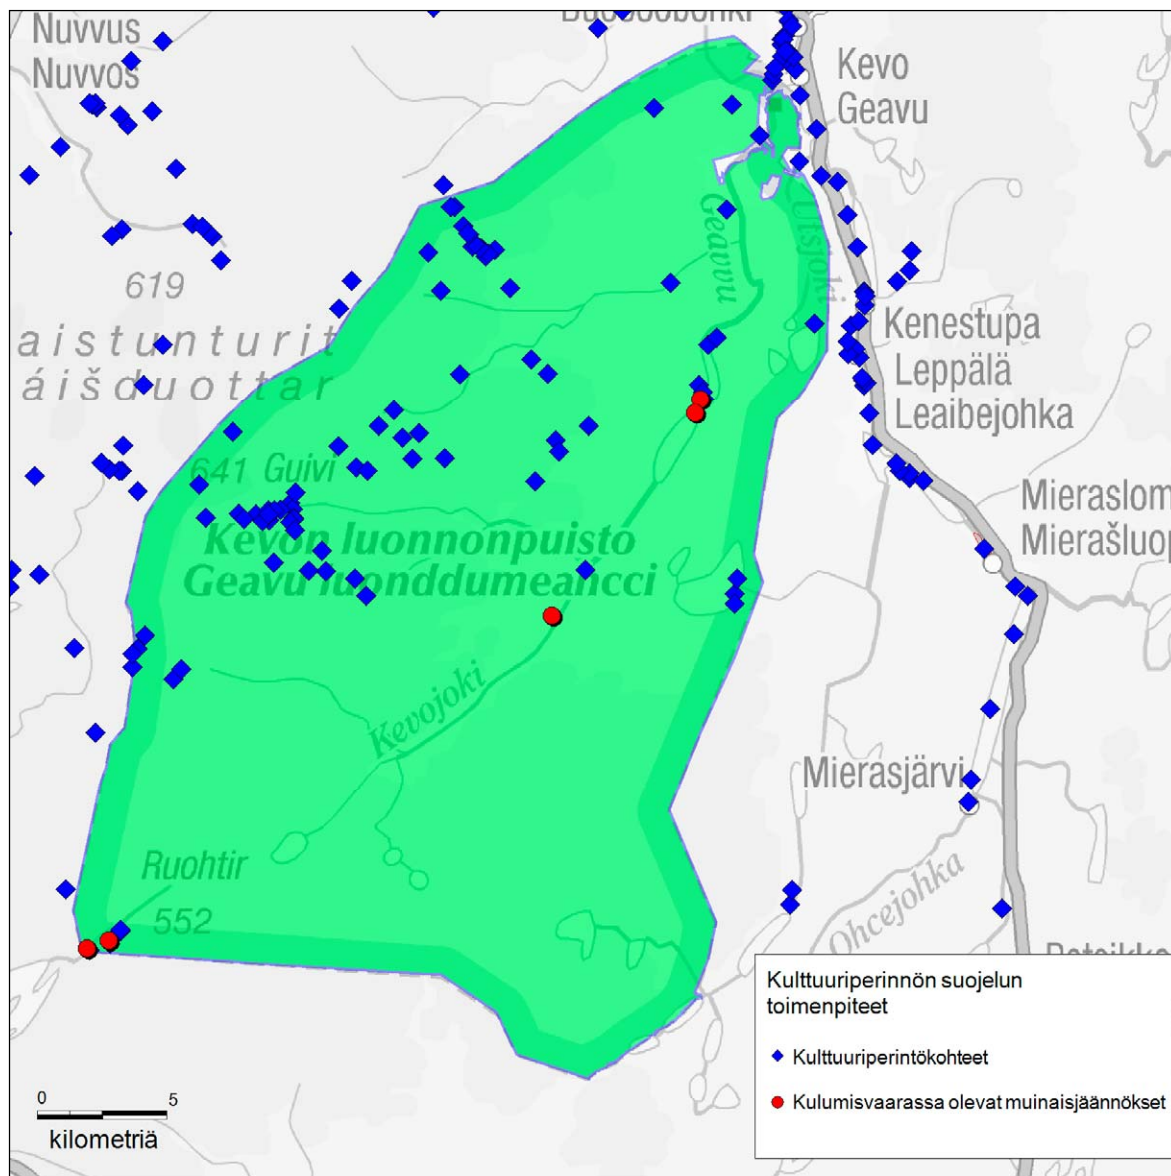 Nuvvus
Nuvvos
Kevo
Geavu
Geavvu
Utsjoki
619
aistunturit
áišduottar
Kenestupa
Leppälä
Leaibejohka
641 Guivi
Mieraslom
Mierašluop
Kevon luonnonpuisto
Geavu luonddumeahcci
Kevojoki
Mierasjärvi
Ruohtir
552
Ohcejohka
Kulttuuriperinnön suojelun
toimenpiteet
Kulttuuriperintökohteet
Kulumisvaarassa olevat muinaisjäännökset
0 5
kilometriä